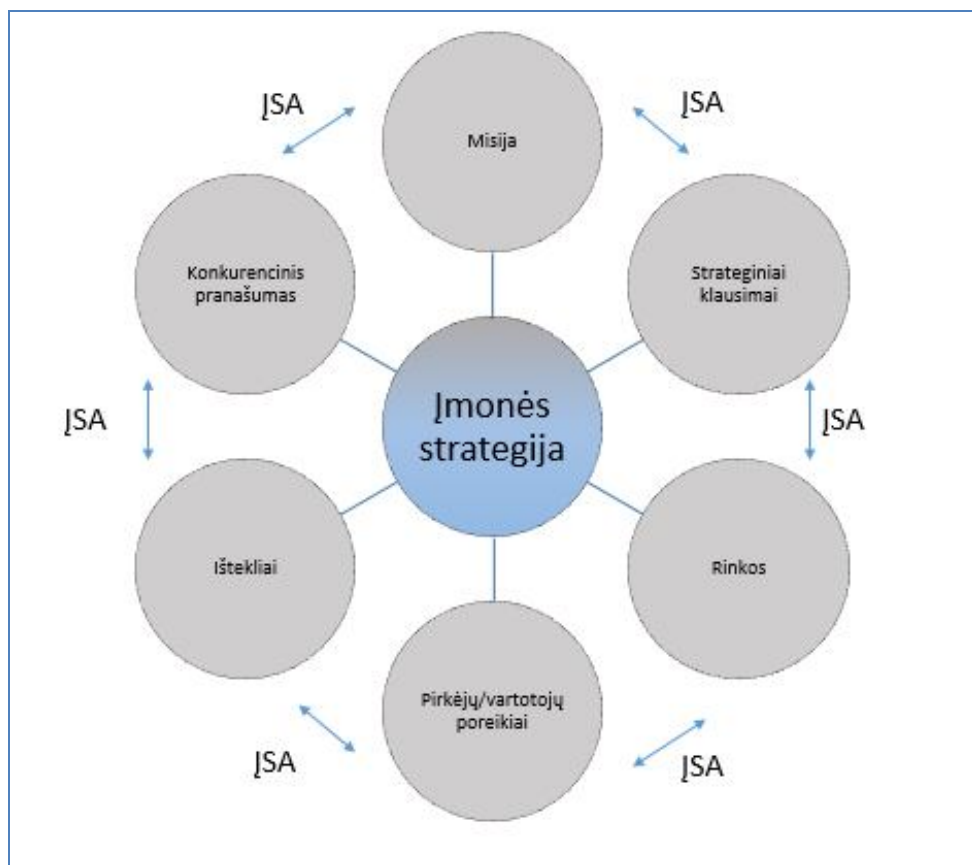 Misija
ĮSA
ĮSA
Konkurencinis
pranašumas
Strateginiai
klausimai
Įmonės
strategija
ĮSA
ĮSA
Ištekliai
Rinkos
Pirkėjų/vartotojų
poreikiai
ĮSA
ĮSA